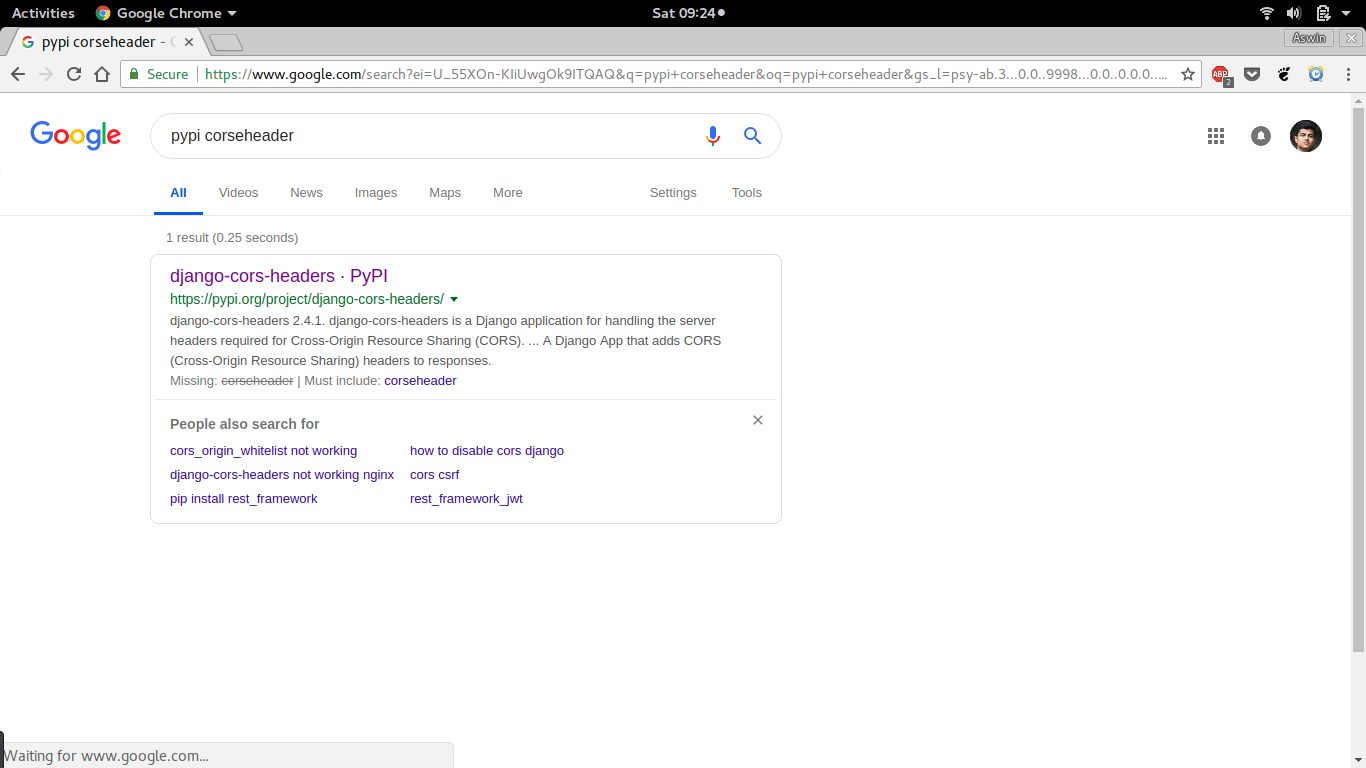 Activities Google Chrome Sat 09:24
pypi corseheader - Aswin
Secure https://www.google.com/search?ei=U_55XOn-KIiUwgOk9ITQAQ&q=pypi+corseheader&oq=pypi+corseheader&gs_l=psy-ab.3...0.0..9998...0.0..0.0.0..... ABP 2
Google pypi corseheader
All Videos News Images Maps More Settings Tools
1 result (0.25 seconds)
django-cors-headers · PyPI
https://pypi.org/project/django-cors-headers/
django-cors-headers 2.4.1. django-cors-headers is a Django application for handling the server
headers required for Cross-Origin Resource Sharing (CORS). ... A Django App that adds CORS
(Cross-Origin Resource Sharing) headers to responses.
Missing: corseheader | Must include: corseheader
People also search for
cors_origin_whitelist not working how to disable cors django
django-cors-headers not working nginx cors csrf
pip install rest_framework rest_framework_jwt
Waiting for www.google.com...